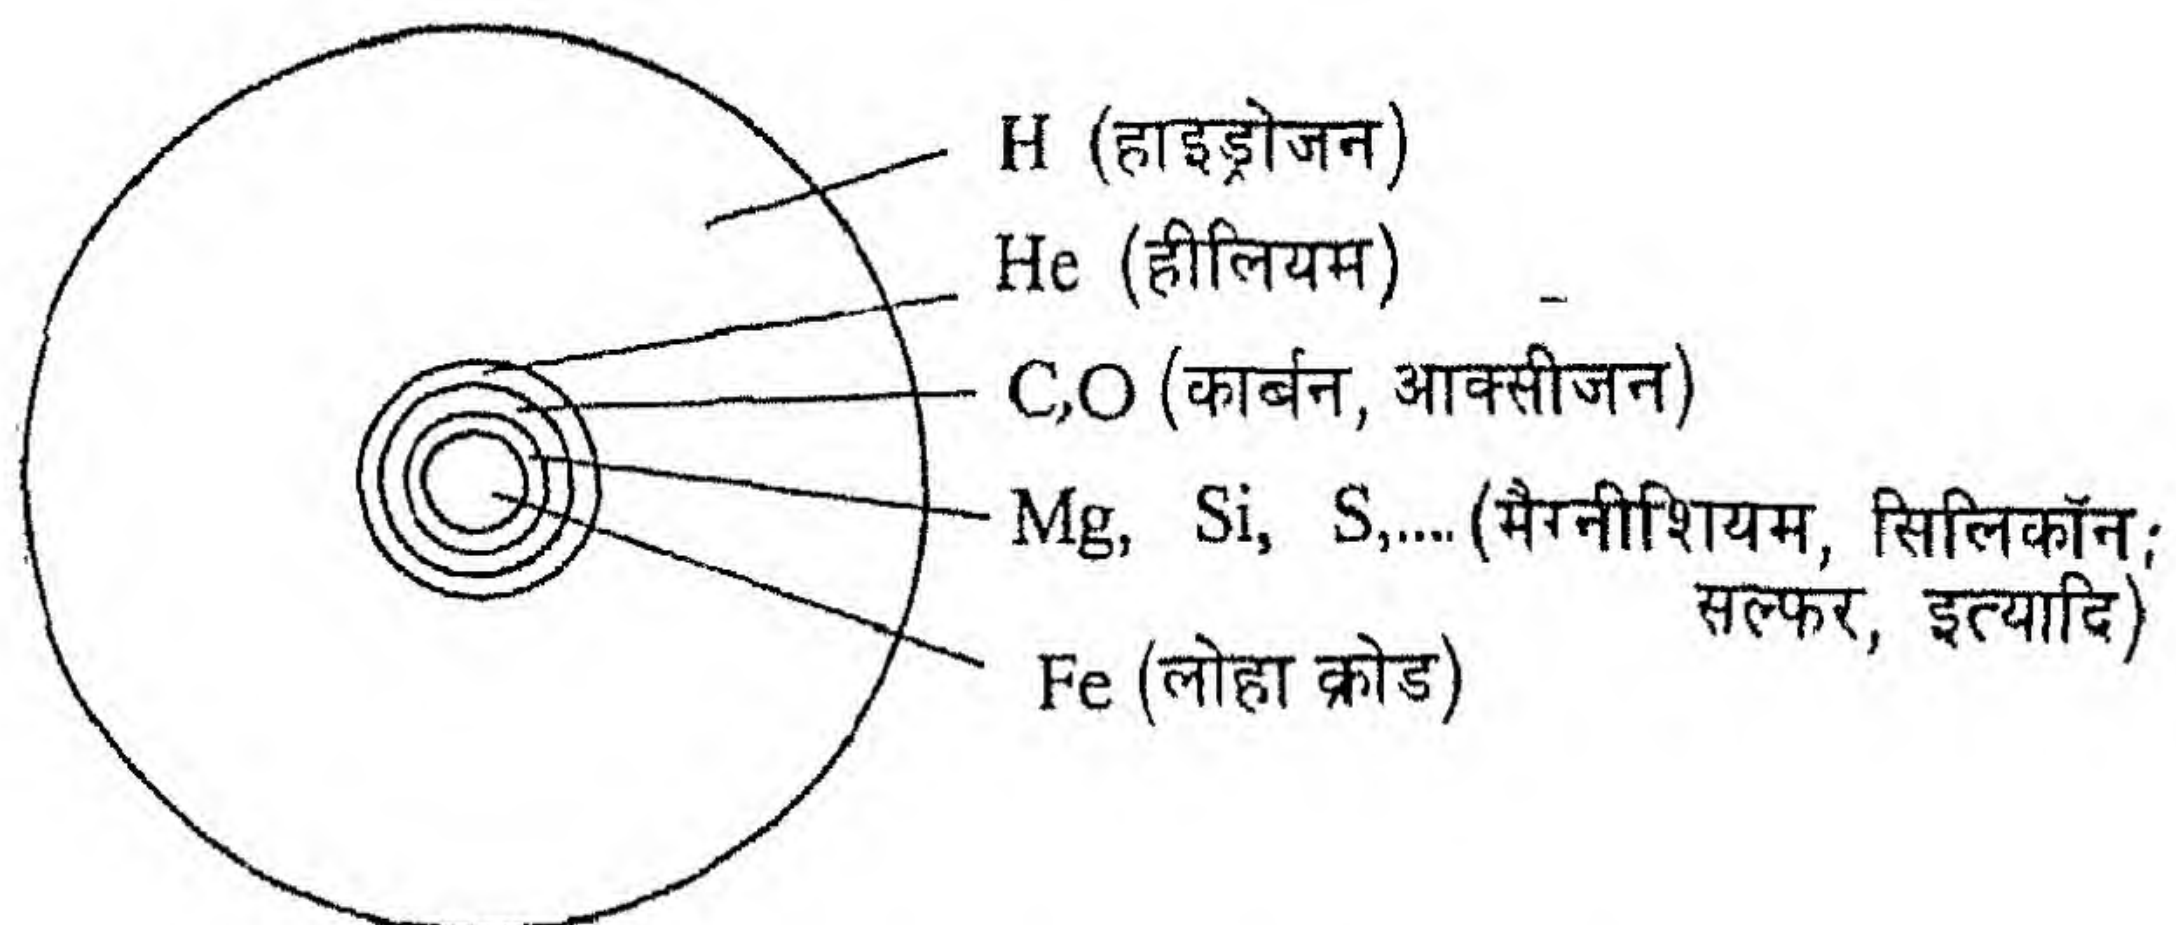 H (हाइड्रोजन)
He (हीलियम)
C,O (कार्बन, आक्सीजन)
Mg, Si, S,.... (मैग्नीशियम, सिलिकॉन;
सल्फर, इत्यादि)
Fe (लोहा क्रोड)